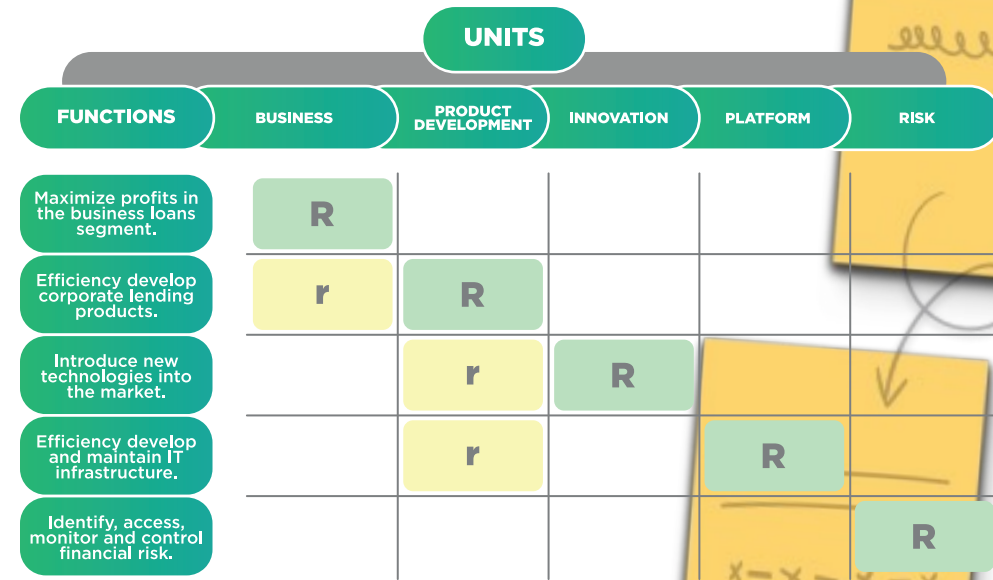 UNITS
FUNCTIONS
BUSINESS
PRODUCT
DEVELOPMENT
INNOVATION
PLATFORM
RISK
Maximize profits in
the business loans
segment.
R
Efficiency develop
corporate lending
products.
r
R
Introduce new
technologies into
the market.
r
R
Efficiency develop
and maintain IT
infrastructure.
r
R
Identify, access,
monitor and control
financial risk.
R
x-x-x-x